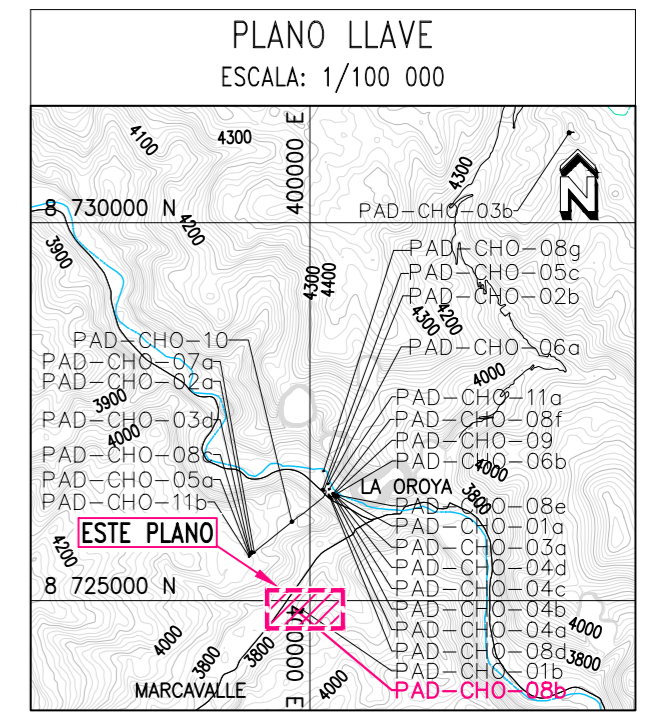 PLANO LLAVE
ESCALA: 1/100 000
4100
4300
400000 E
4300
8 730000 N
PAD-CHO-03b
N
4200
3900
PAD-CHO-08g
4300
4400
PAD-CHO-05c
PAD-CHO-02b
4200
4300
PAD-CHO-10
PAD-CHO-06a
PAD-CHO-07a
4000
PAD-CHO-02a
3900
PAD-CHO-11a
PAD-CHO-03d
PAD-CHO-08f
4000
PAD-CHO-09
PAD-CHO-08c
PAD-CHO-06b
4000
PAD-CHO-05a
LA OROYA
3800
PAD-CHO-11b
PAD-CHO-08e
ESTE PLANO
PAD-CHO-01a
4200
PAD-CHO-03a
PAD-CHO-04d
8 725000 N
PAD-CHO-04c
PAD-CHO-04b
PAD-CHO-04a
4000
4000
PAD-CHO-08d
3800
3800
3800
PAD-CHO-01b
MARCAVALLE
4000
PAD-CHO-08b